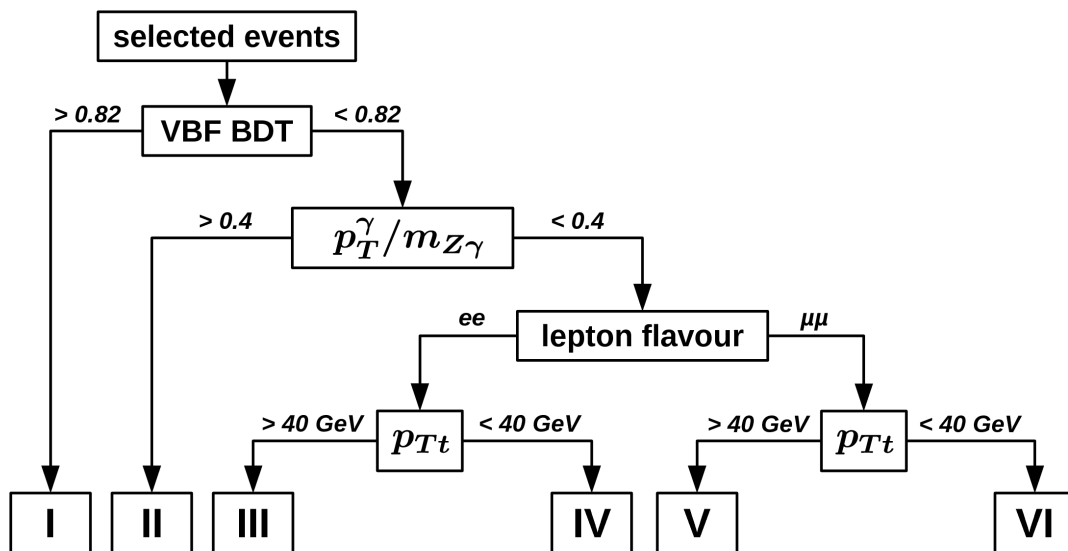 selected events
> 0.82
VBF BDT
< 0.82
> 0.4
p_T^γ/m_{Zγ}
< 0.4
ee
lepton flavour
μμ
> 40 GeV
p_{Tt}
< 40 GeV
> 40 GeV
p_{Tt}
< 40 GeV
I
II
III
IV
V
VI